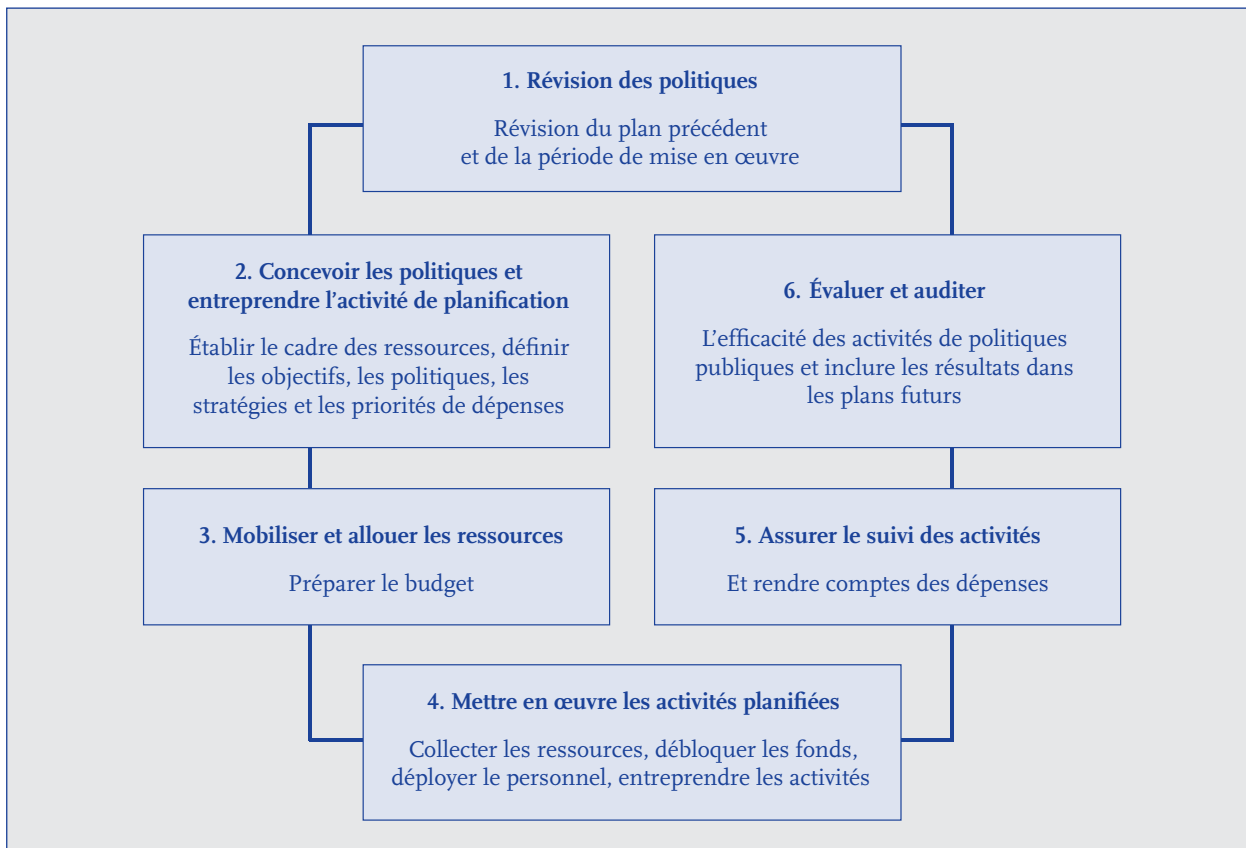 1. Révision des politiques
Révision du plan précédent
et de la période de mise en œuvre
2. Concevoir les politiques et
entreprendre l’activité de planification
Établir le cadre des ressources, définir
les objectifs, les politiques, les
stratégies et les priorités de dépenses
3. Mobiliser et allouer les ressources
Préparer le budget
4. Mettre en œuvre les activités planifiées
Collecter les ressources, débloquer les fonds,
déployer le personnel, entreprendre les activités
5. Assurer le suivi des activités
Et rendre comptes des dépenses
6. Évaluer et auditer
L’efficacité des activités de politiques
publiques et inclure les résultats dans
les plans futurs